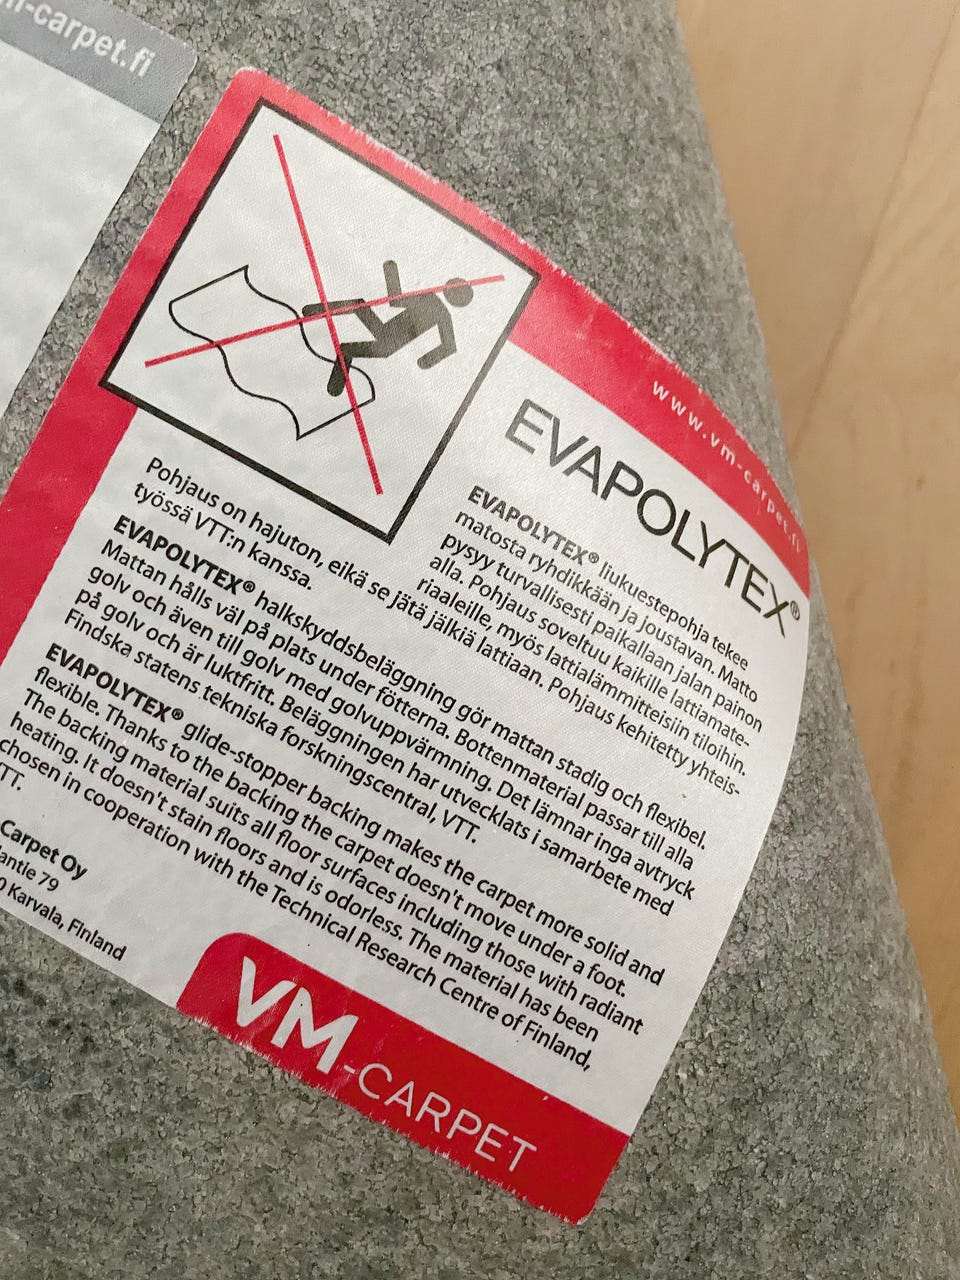 -carpet.fi
www.vm-carpet.fi
EVAPOLYTEX®
EVAPOLYTEX® liukuestepohja tekee
matosta ryhdikkään ja joustavan. Matto
pysyy turvallisesti paikallaan jalan painon
alla. Pohjaus soveltuu kaikille lattiamate-
riaaleille, myös lattialämmitteisiin tiloihin.
Pohjaus on hajuton, eikä se jätä jälkiä lattiaan. Pohjaus kehitetty yhteis-
työssä VTT:n kanssa.
EVAPOLYTEX® halkskyddsbeläggning gör mattan stadig och flexibel.
Mattan hålls väl på plats under fötterna. Bottenmaterial passar till alla
golv och även till golv med golvuppvärmning. Det lämnar inga avtryck
på golv och är luktfritt. Beläggningen har utvecklats i samarbete med
Findska statens tekniska forskningscentral, VTT.
EVAPOLYTEX® glide-stopper backing makes the carpet more solid and
flexible. Thanks to the backing the carpet doesn't move under a foot.
The backing material suits all floor surfaces including those with radiant
heating. It doesn't stain floors and is odorless. The material has been
chosen in cooperation with the Technical Research Centre of Finland,
VTT.
-Carpet Oy
antie 79
0 Karvala, Finland
VM-CARPET